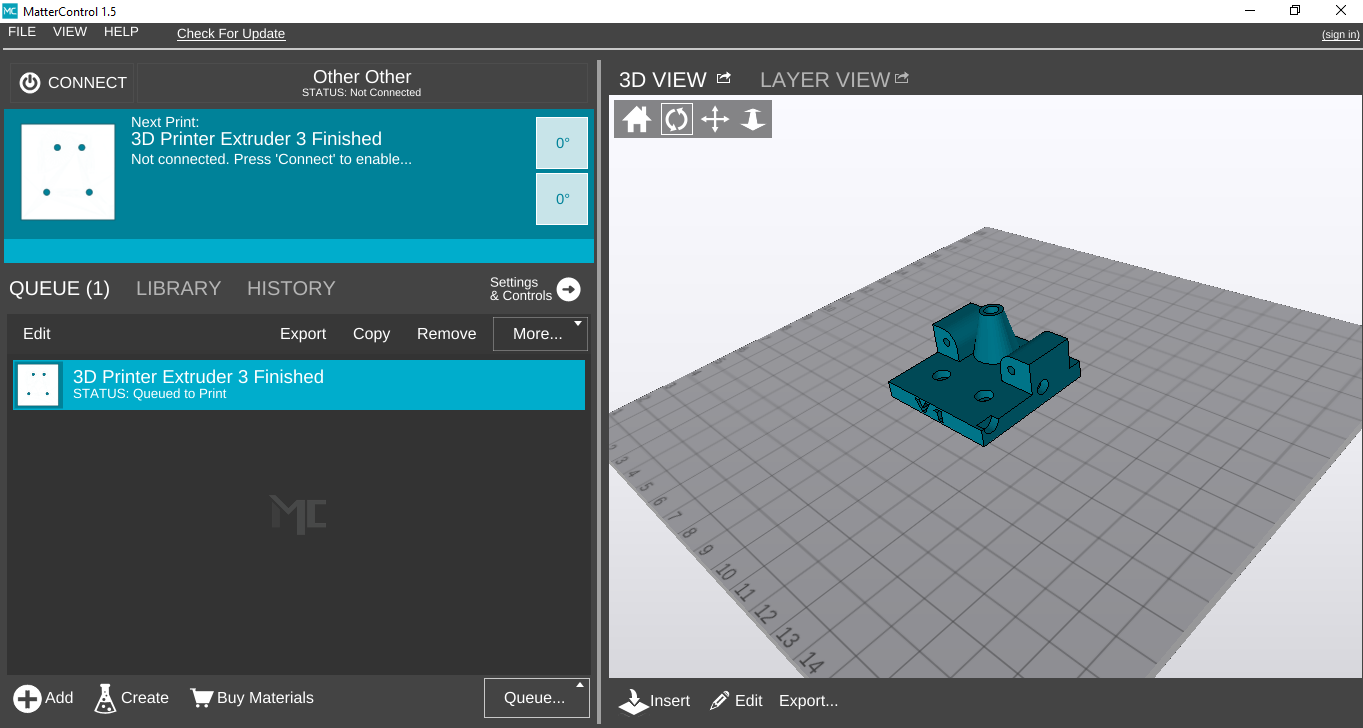 MC MatterControl 1.5
FILE VIEW HELP Check For Update (sign in)
CONNECT
Other Other
STATUS: Not Connected
Next Print:
3D Printer Extruder 3 Finished
Not connected. Press 'Connect' to enable...
0°
0°
QUEUE (1) LIBRARY HISTORY
Settings
& Controls
Edit Export Copy Remove More...
3D Printer Extruder 3 Finished
STATUS: Queued to Print
MC
Add Create Buy Materials Queue...
3D VIEW LAYER VIEW
3
4
5
6
7
8
9
10
11
12
13
14
Insert Edit Export...